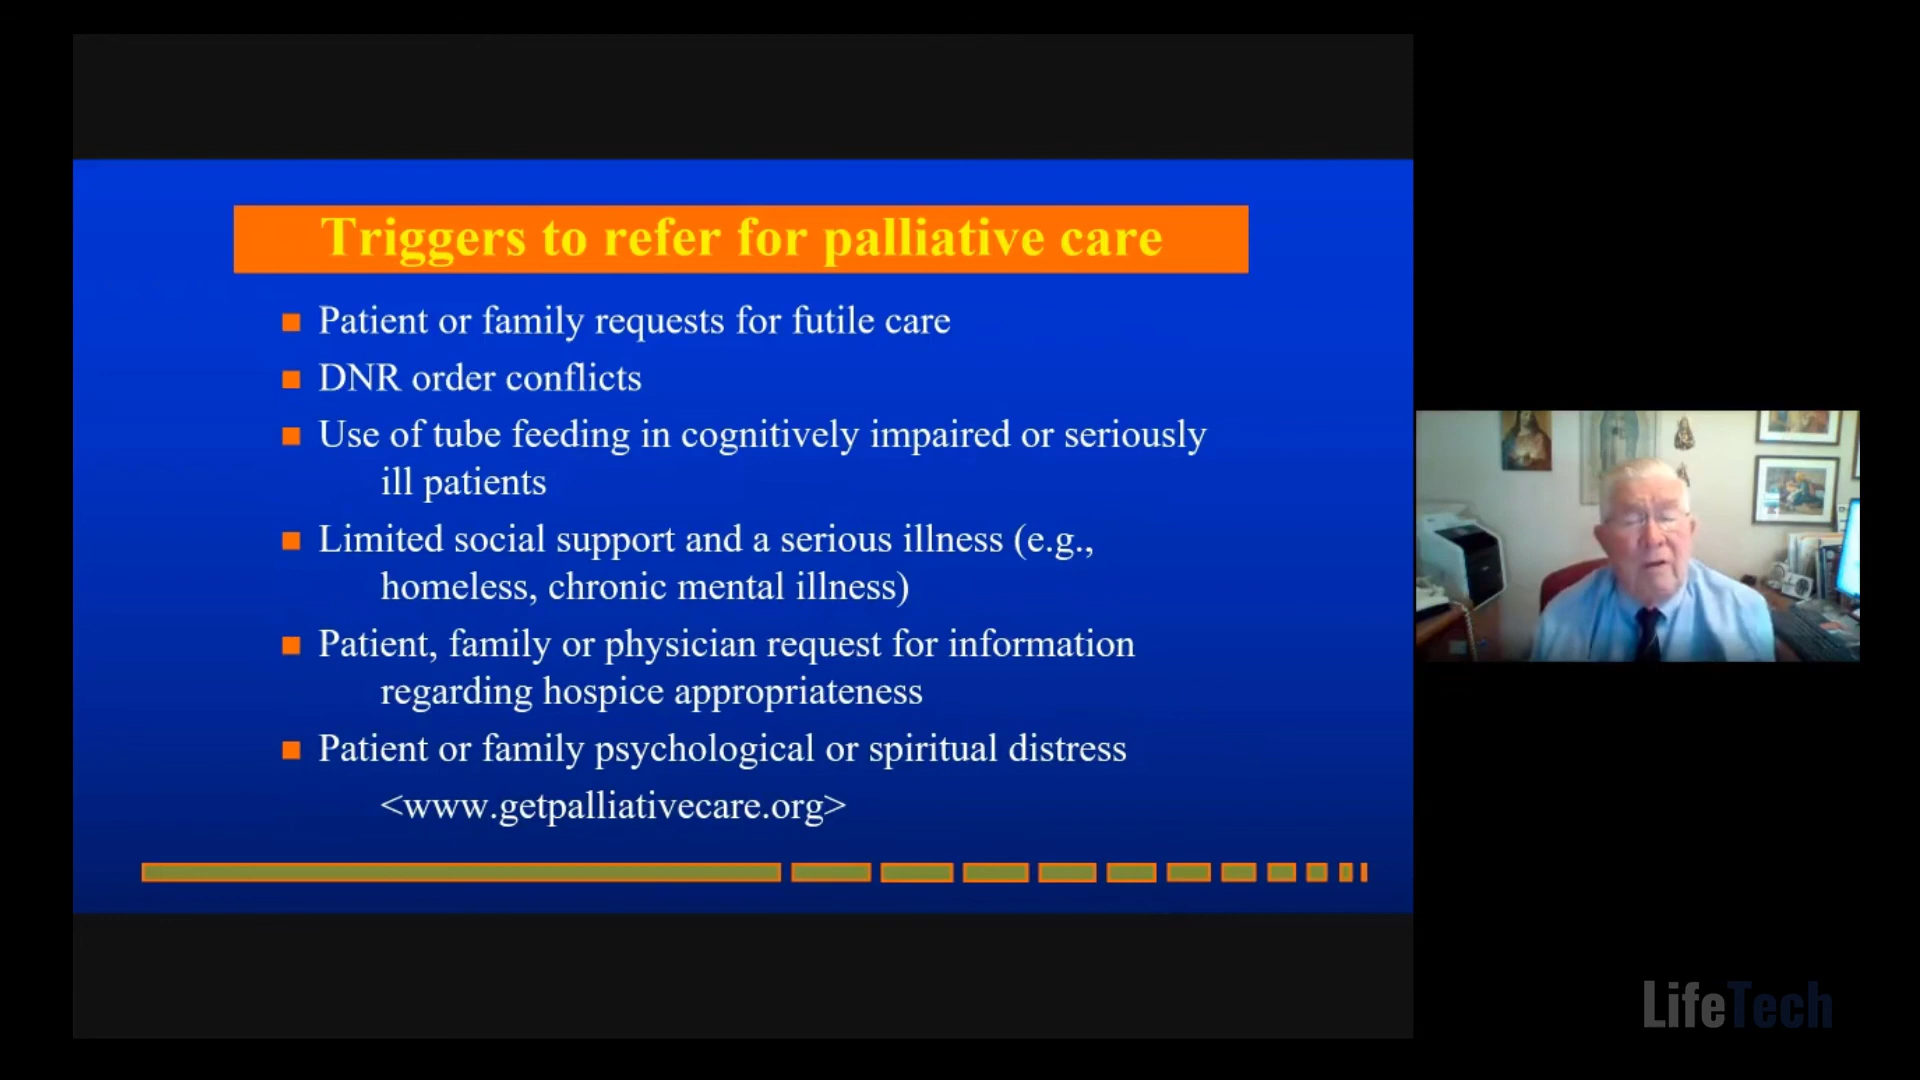 Triggers to refer for palliative care
Patient or family requests for futile care
DNR order conflicts
Use of tube feeding in cognitively impaired or seriously
ill patients
Limited social support and a serious illness (e.g.,
homeless, chronic mental illness)
Patient, family or physician request for information
regarding hospice appropriateness
Patient or family psychological or spiritual distress
<www.getpalliativecare.org>
LifeTech